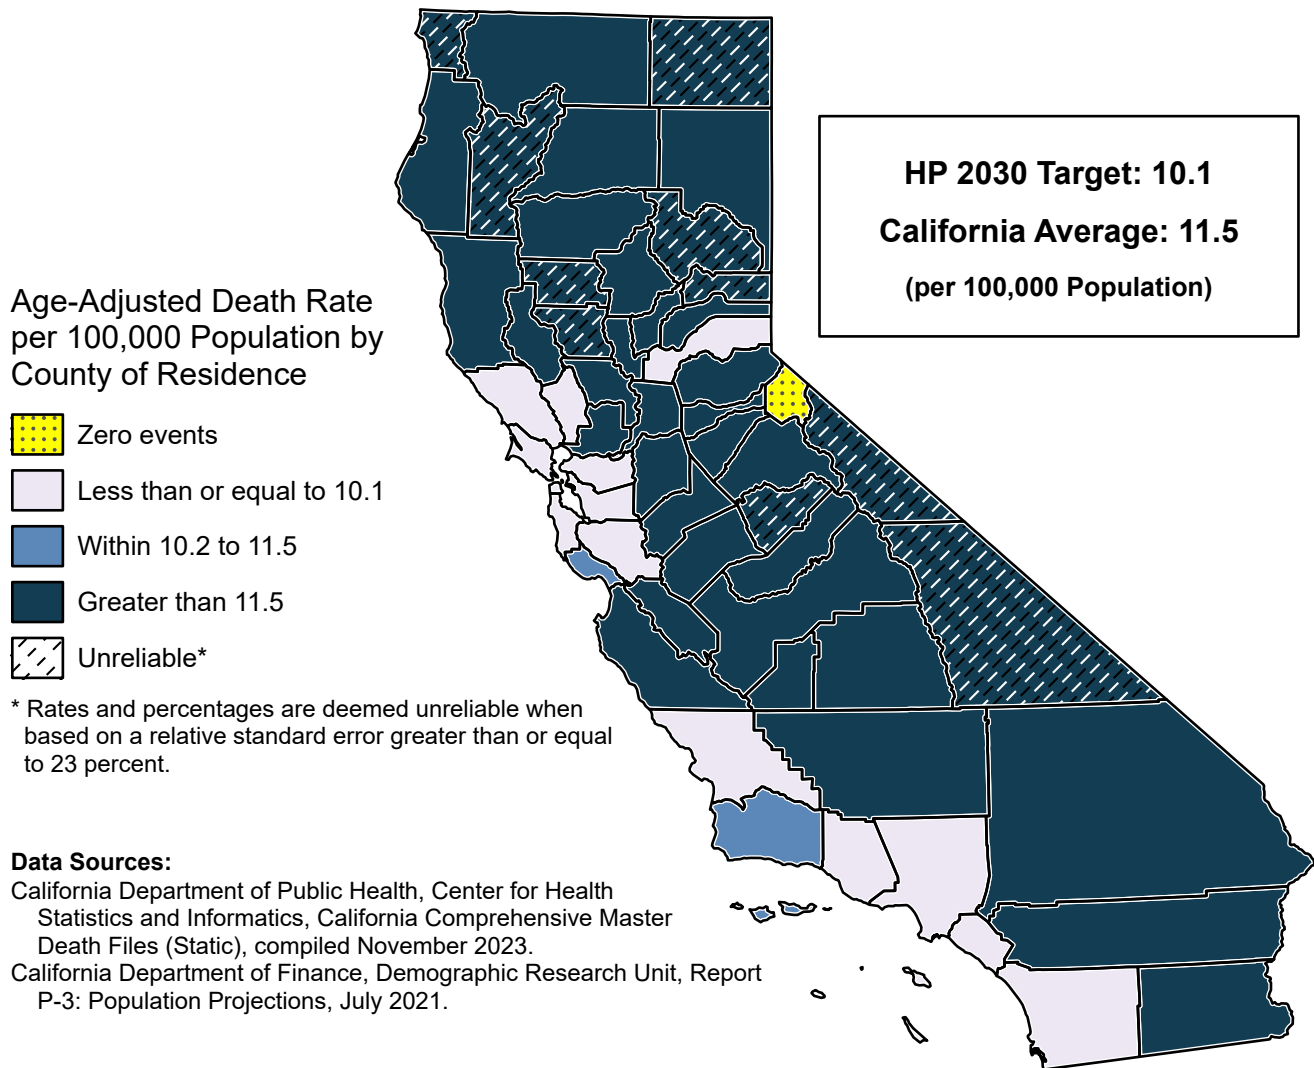 HP 2030 Target: 10.1
California Average: 11.5
(per 100,000 Population)
Age-Adjusted Death Rate
per 100,000 Population by
County of Residence
Zero events
Less than or equal to 10.1
Within 10.2 to 11.5
Greater than 11.5
Unreliable*
* Rates and percentages are deemed unreliable when
based on a relative standard error greater than or equal
to 23 percent.
Data Sources:
California Department of Public Health, Center for Health
Statistics and Informatics, California Comprehensive Master
Death Files (Static), compiled November 2023.
California Department of Finance, Demographic Research Unit, Report
P-3: Population Projections, July 2021.